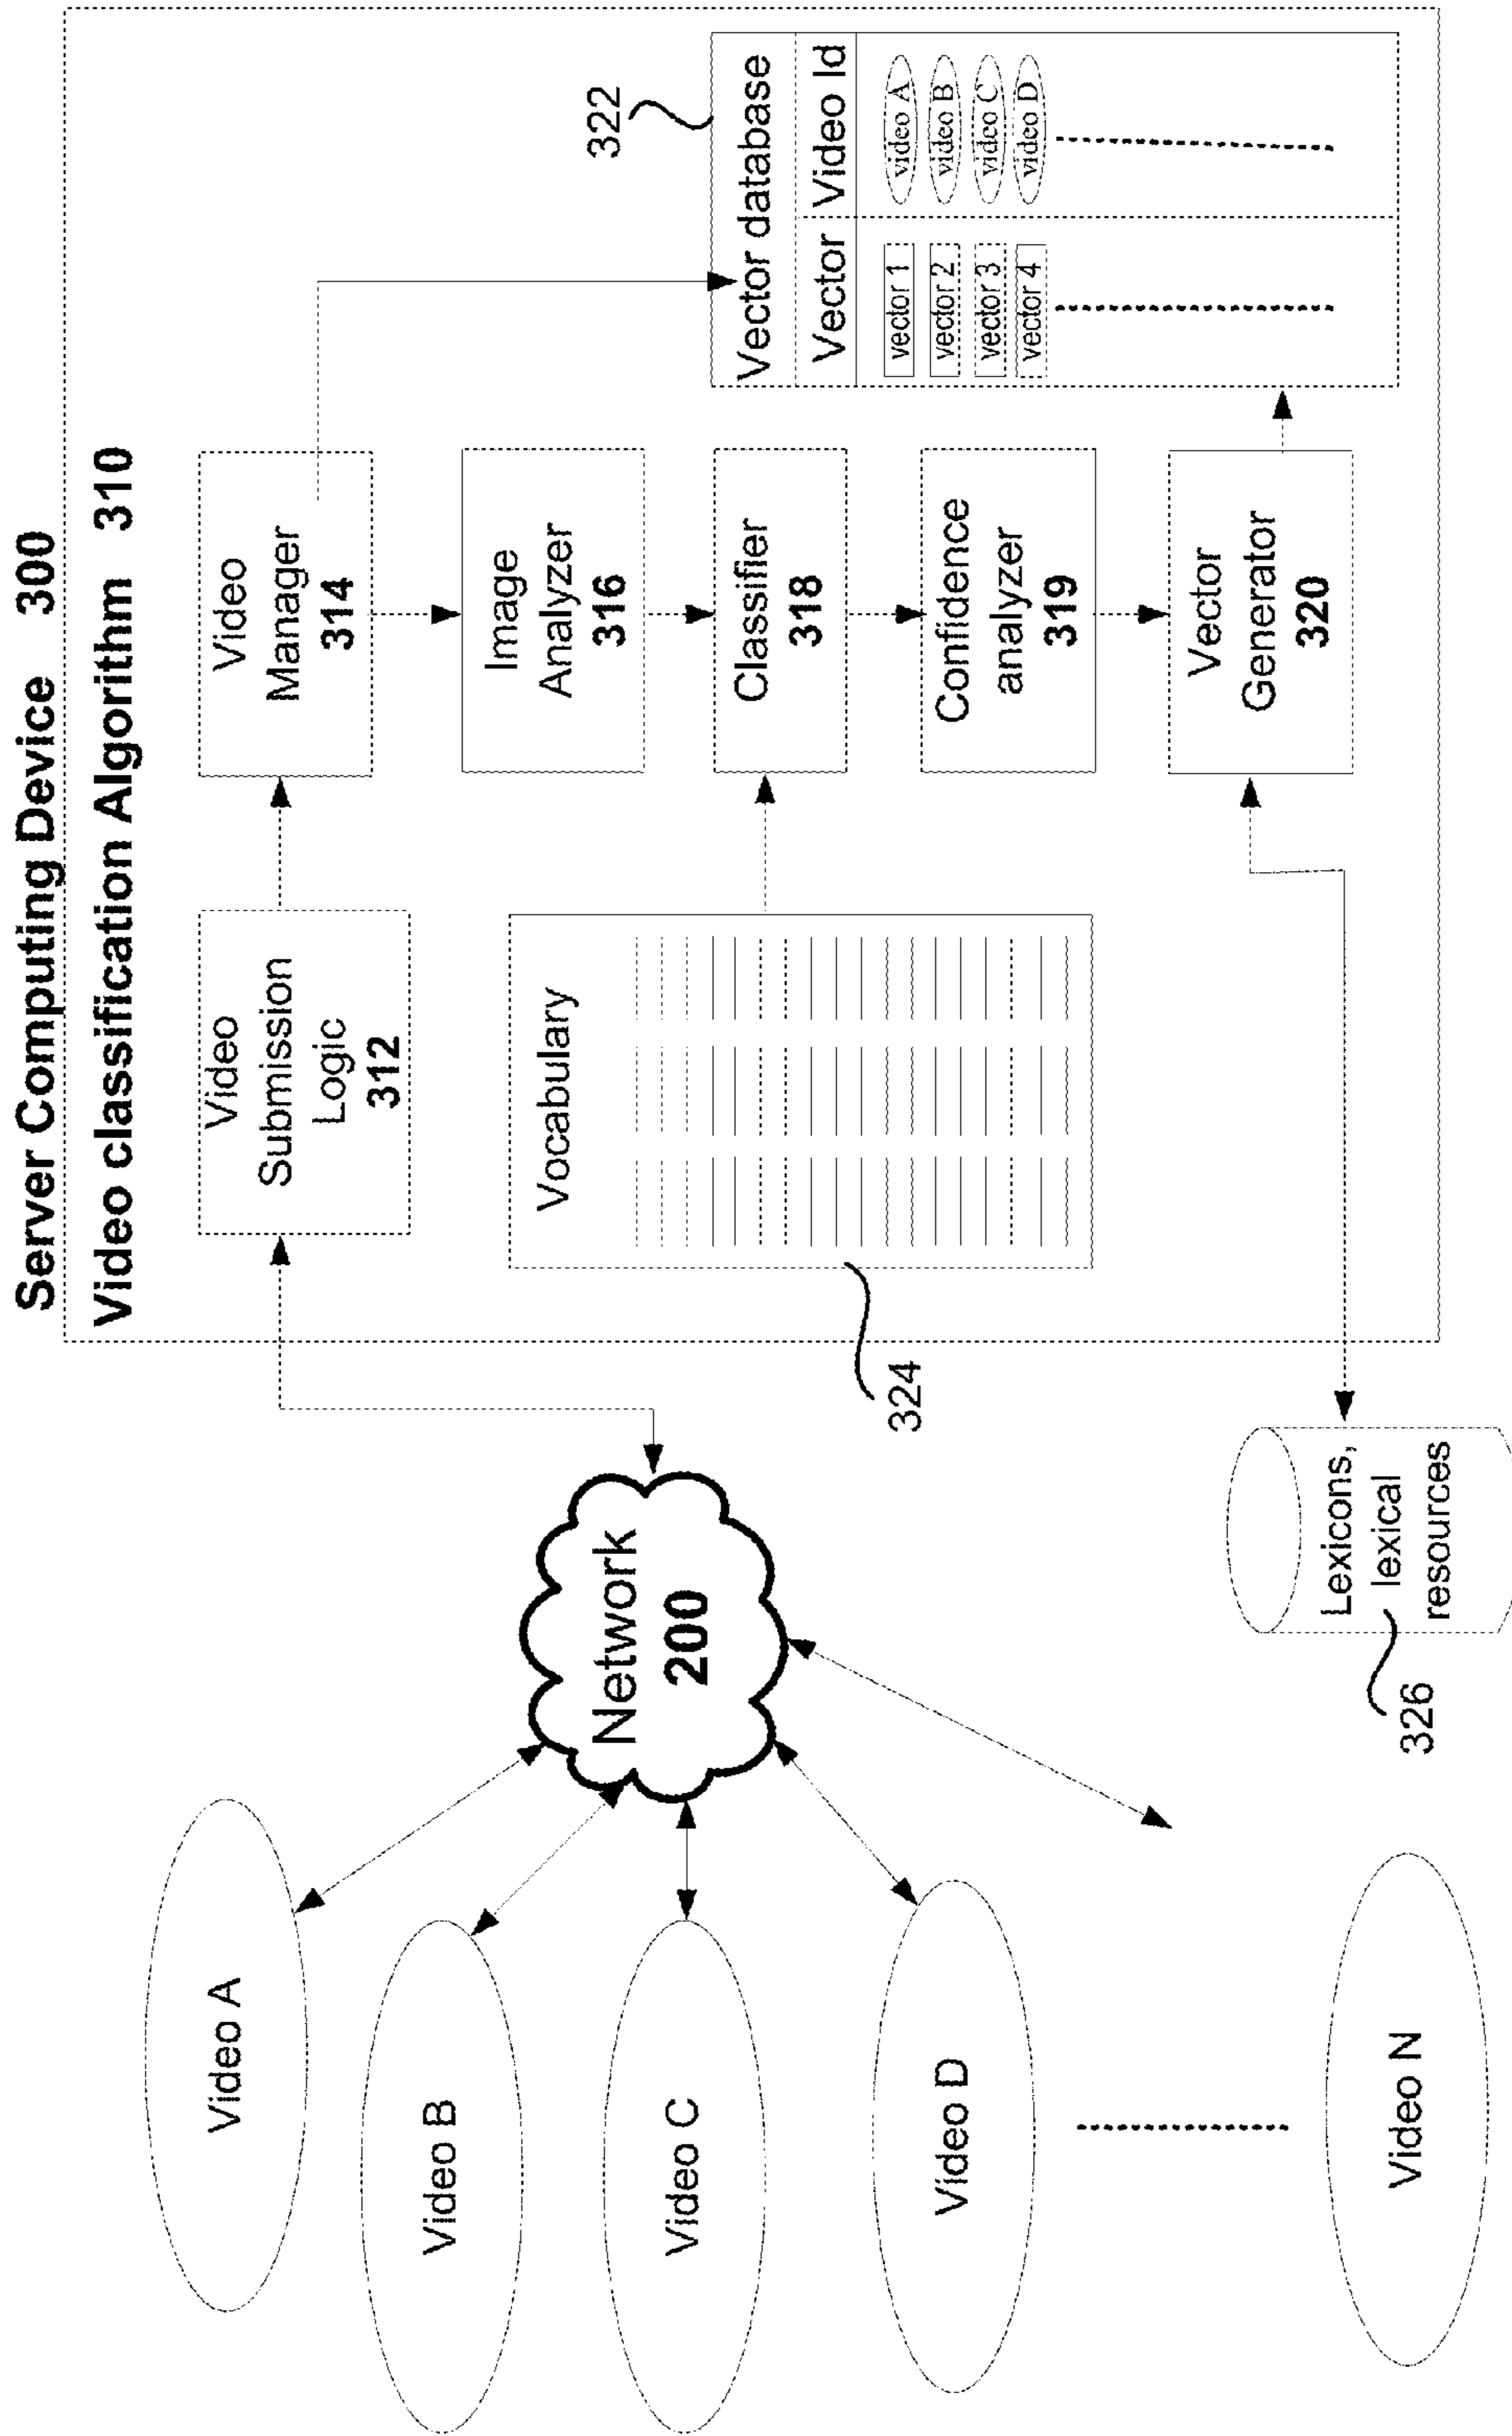 Server Computing Device 300
Video classification Algorithm 310
Video A
Video B
Video C
Video D
Video N
Network
200
Video
Submission
Logic
312
Video
Manager
314
Image
Analyzer
316
Vocabulary
324
Classifier
318
Confidence
analyzer
319
Vector
Generator
320
322
Vector database
Vector Video Id
vector 1 video A
vector 2 video B
vector 3 video C
vector 4 video D
Lexicons,
lexical
resources
326